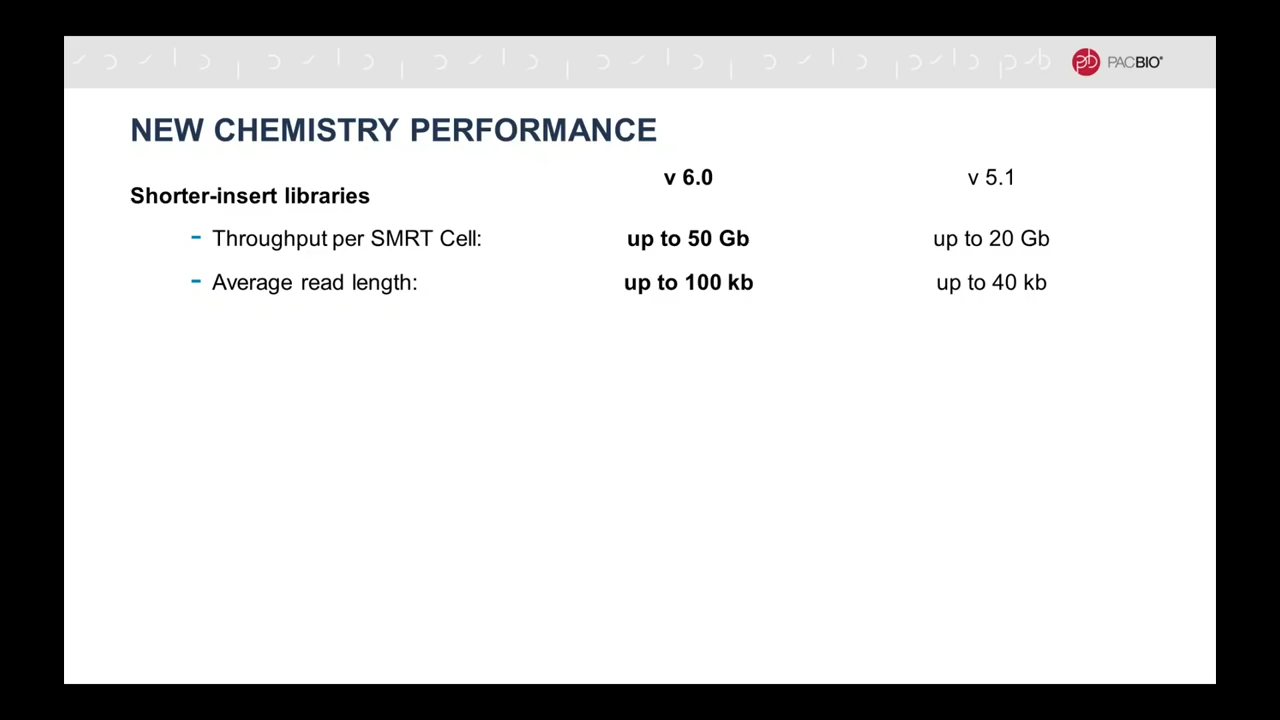 PACBIO®
NEW CHEMISTRY PERFORMANCE
v 6.0 v 5.1
Shorter-insert libraries
- Throughput per SMRT Cell: up to 50 Gb up to 20 Gb
- Average read length: up to 100 kb up to 40 kb